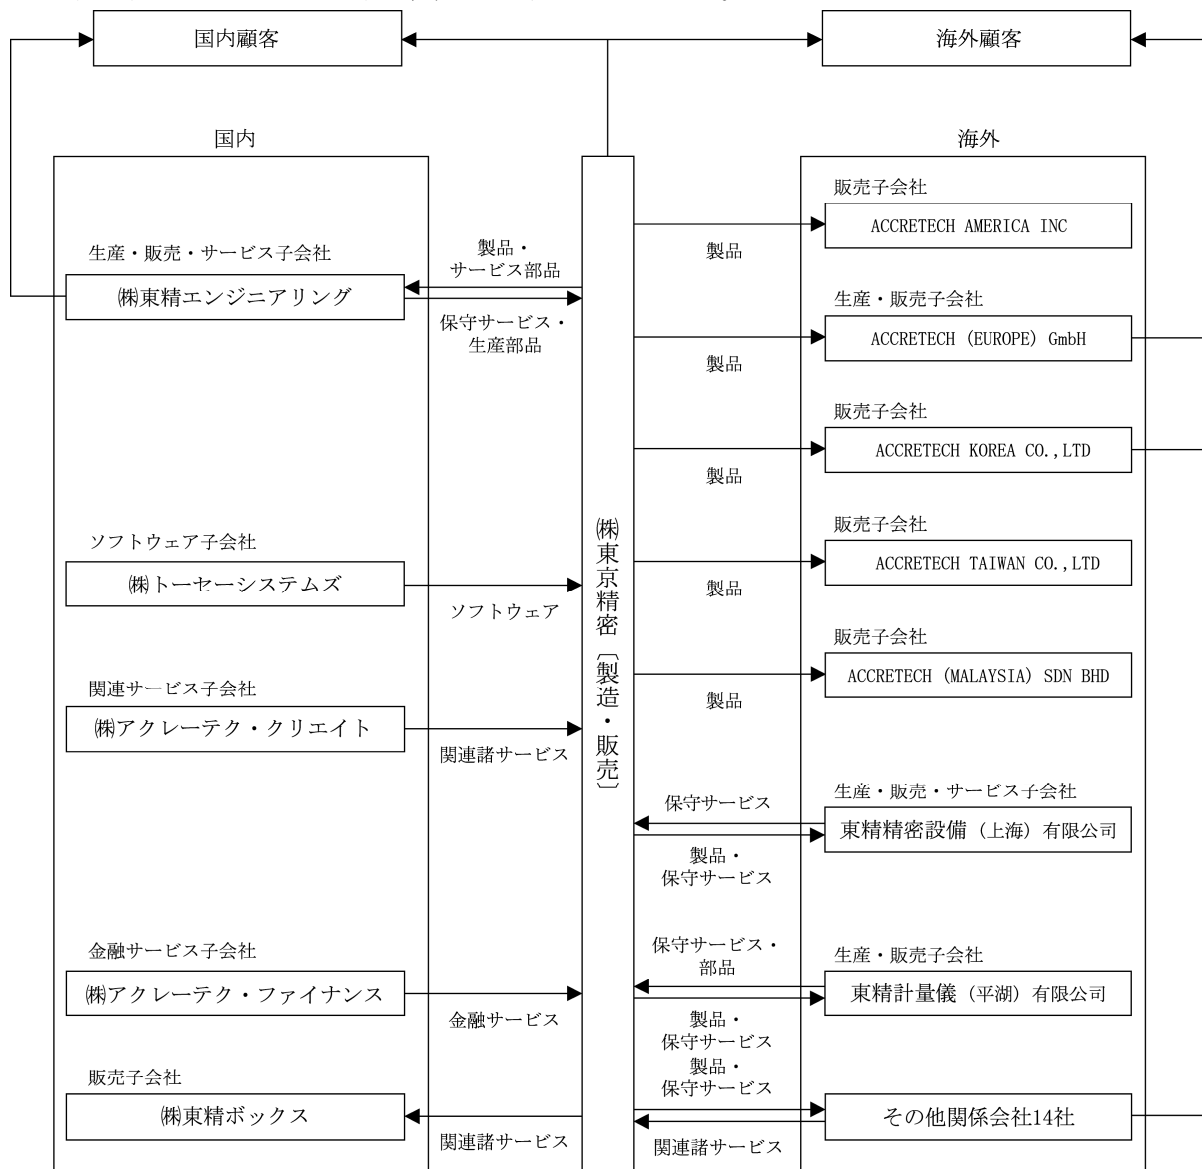 国内顧客
海外顧客
国内
海外
生産・販売・サービス子会社
㈱東精エンジニアリング
製品・
サービス部品
保守サービス・
生産部品
ソフトウェア子会社
㈱トーセーシステムズ
ソフトウェア
関連サービス子会社
㈱アクレーテク・クリエイト
関連諸サービス
金融サービス子会社
㈱アクレーテク・ファイナンス
金融サービス
販売子会社
㈱東精ボックス
関連諸サービス
㈱東京精密〔製造・販売〕
販売子会社
ACCRETECH AMERICA INC
製品
生産・販売子会社
ACCRETECH (EUROPE) GmbH
製品
販売子会社
ACCRETECH KOREA CO.,LTD
製品
販売子会社
ACCRETECH TAIWAN CO.,LTD
製品
販売子会社
ACCRETECH (MALAYSIA) SDN BHD
製品
生産・販売・サービス子会社
保守サービス
東精精密設備（上海）有限公司
製品・
保守サービス
保守サービス・
部品
生産・販売子会社
東精計量儀（平湖）有限公司
製品・
保守サービス
製品・
保守サービス
その他関係会社14社
関連諸サービス